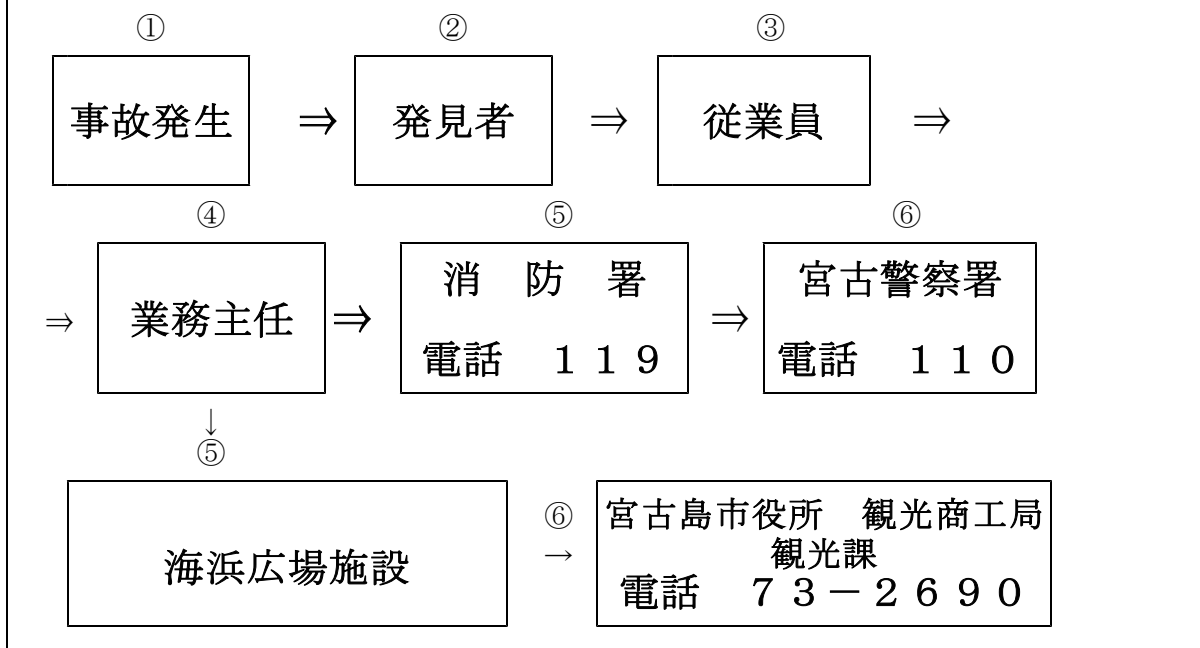 ① ② ③
事故発生 ⇒ 発見者 ⇒ 従業員 ⇒
④ ⑤ ⑥
消　防　署 宮古警察署
⇒ 業務主任 ⇒ ⇒
電話　１１９ 電話　１１０
↓
⑤
⑥ 宮古島市役所　観光商工局
→ 観光課
海浜広場施設
電話　７３－２６９０